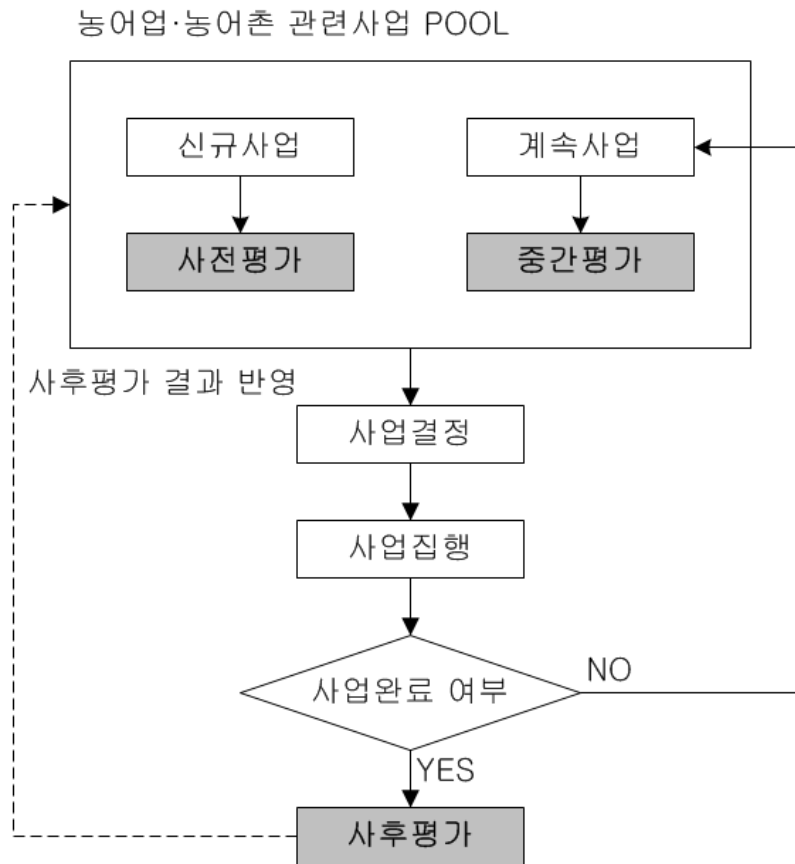 농어업·농어촌 관련사업 POOL
신규사업
계속사업
사전평가
중간평가
사후평가 결과 반영
사업결정
사업집행
사업완료 여부
NO
YES
사후평가